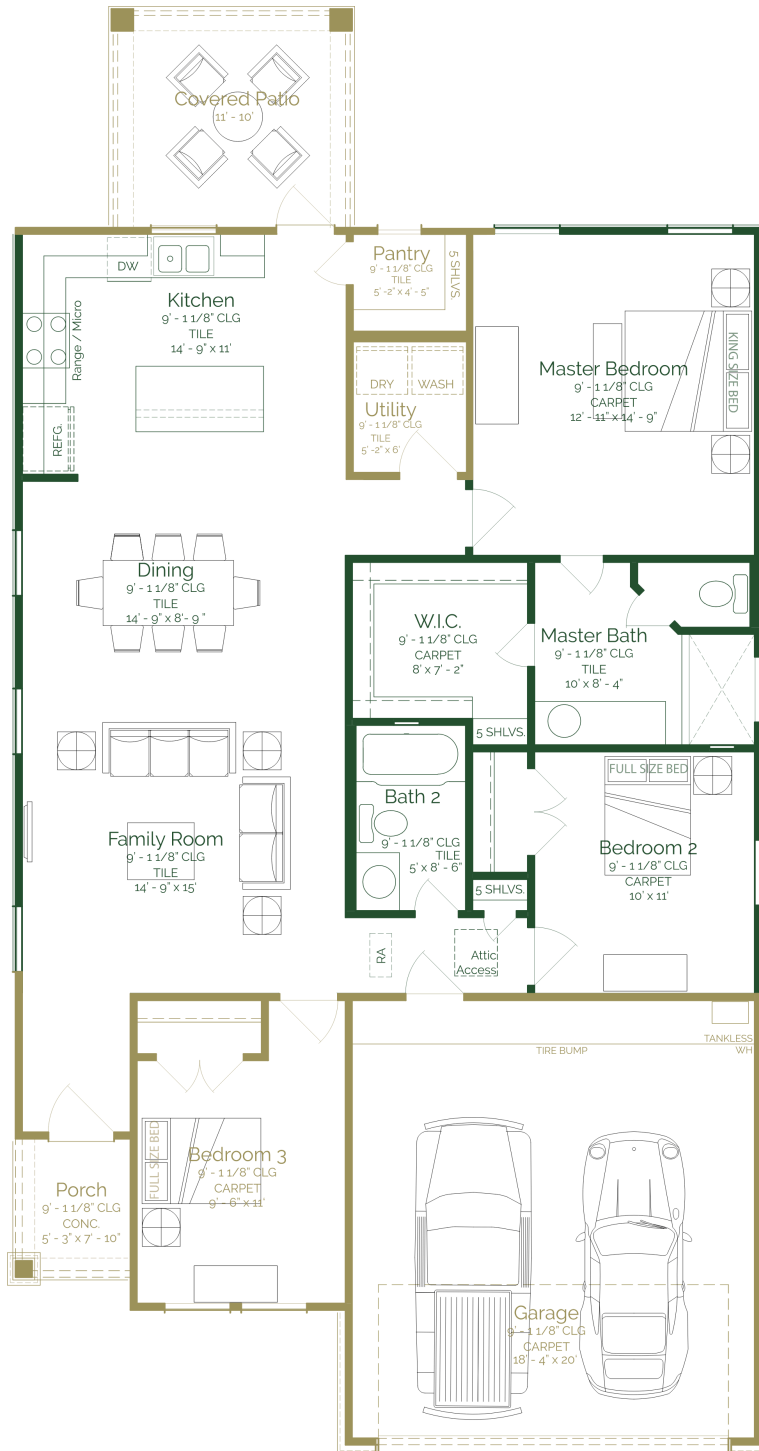 Covered Patio
11' - 10'
DW
Kitchen
9' - 1 1/8" CLG
TILE
14' - 9" x 11'
Range / Micro
REFG.
Pantry
9' - 1 1/8" CLG
TILE
5' -2" x 4' - 5"
5 SHLVS.
DRY
WASH
Utility
9' - 1 1/8" CLG
TILE
5' -2" x 6'
Master Bedroom
9' - 1 1/8" CLG
CARPET
12' - 11" x 14' - 9"
KING SIZE BED
Dining
9' - 1 1/8" CLG
TILE
14' - 9" x 8'- 9 "
W.I.C.
9' - 1 1/8" CLG
CARPET
8' x 7' - 2"
5 SHLVS.
Master Bath
9' - 1 1/8" CLG
TILE
10' x 8' - 4"
Family Room
9' - 1 1/8" CLG
TILE
14' - 9" x 15'
Bath 2
9' - 1 1/8" CLG
TILE
5' x 8' - 6"
FULL SIZE BED
Bedroom 2
9' - 1 1/8" CLG
CARPET
10' x 11'
5 SHLVS.
RA
Attic
Access
TANKLESS
WH
TIRE BUMP
FULL SIZE BED
Bedroom 3
9' - 1 1/8" CLG
CARPET
9' - 6" x 11'
Porch
9' - 1 1/8" CLG
CONC.
5' - 3" x 7' - 10"
Garage
9' - 1 1/8" CLG
CARPET
18' - 4" x 20'